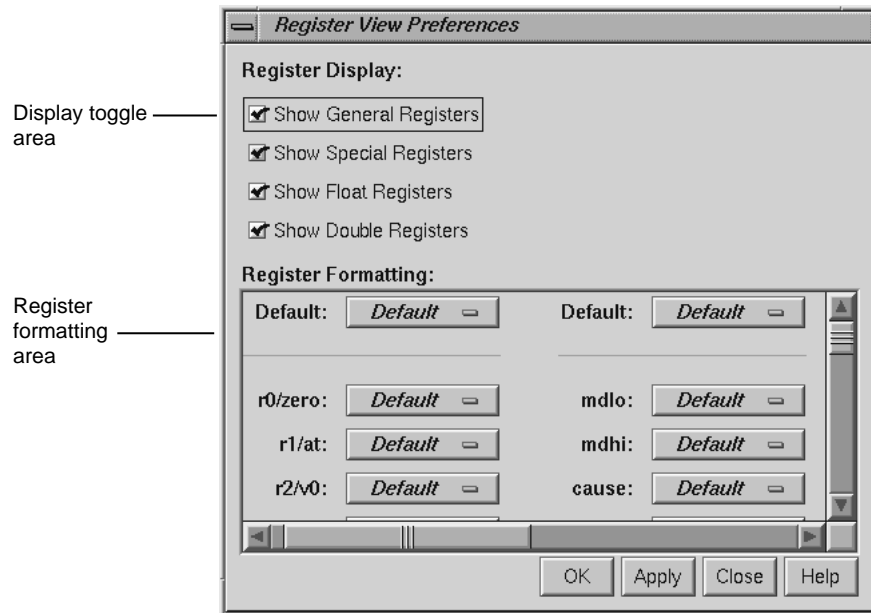 Register View Preferences
Register Display:
Display toggle
area
Show General Registers
Show Special Registers
Show Float Registers
Show Double Registers
Register Formatting:
Register
formatting
area
Default: Default Default: Default
r0/zero: Default mdlo: Default
r1/at: Default mdhi: Default
r2/v0: Default cause: Default
OK Apply Close Help